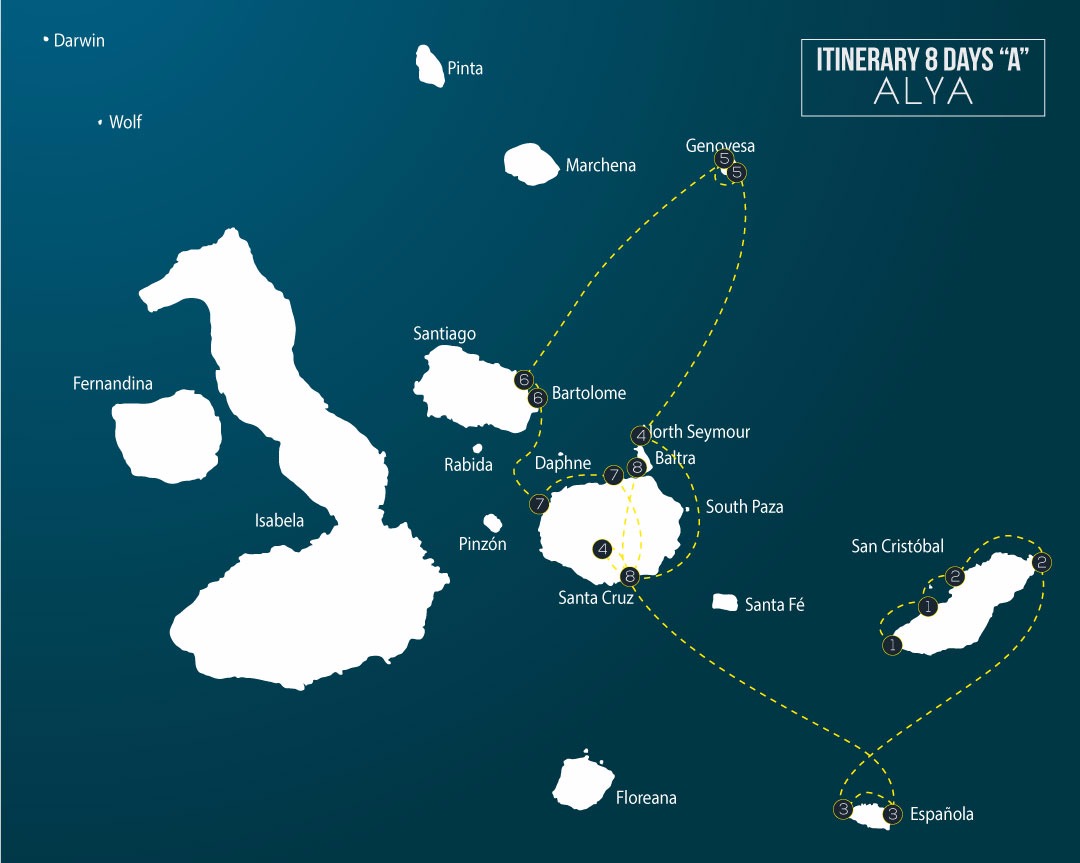 Darwin
Pinta
ITINERARY 8 DAYS “A”
ALYA
Wolf
Genovesa
5
5
Marchena
Santiago
Fernandina
6
6
Bartolome
4
North Seymour
Rabida
Daphne
8
Baltra
7
7
South Paza
Isabela
Pinzón
4
8
Santa Cruz
Santa Fé
San Cristóbal
2
2
1
1
Floreana
3
3
Española